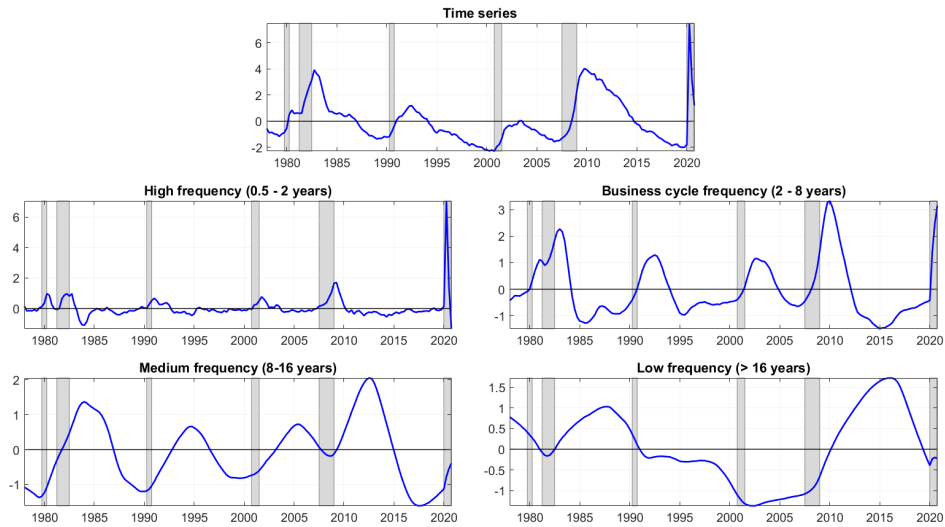 Time series
6
4
2
0
-2
1980 1985 1990 1995 2000 2005 2010 2015 2020
High frequency (0.5 - 2 years)
6
4
2
0
1980 1985 1990 1995 2000 2005 2010 2015 2020
Business cycle frequency (2 - 8 years)
3
2
1
0
-1
1980 1985 1990 1995 2000 2005 2010 2015 2020
Medium frequency (8-16 years)
2
1
0
-1
1980 1985 1990 1995 2000 2005 2010 2015 2020
Low frequency (> 16 years)
1.5
1
0.5
0
-0.5
-1
1980 1985 1990 1995 2000 2005 2010 2015 2020